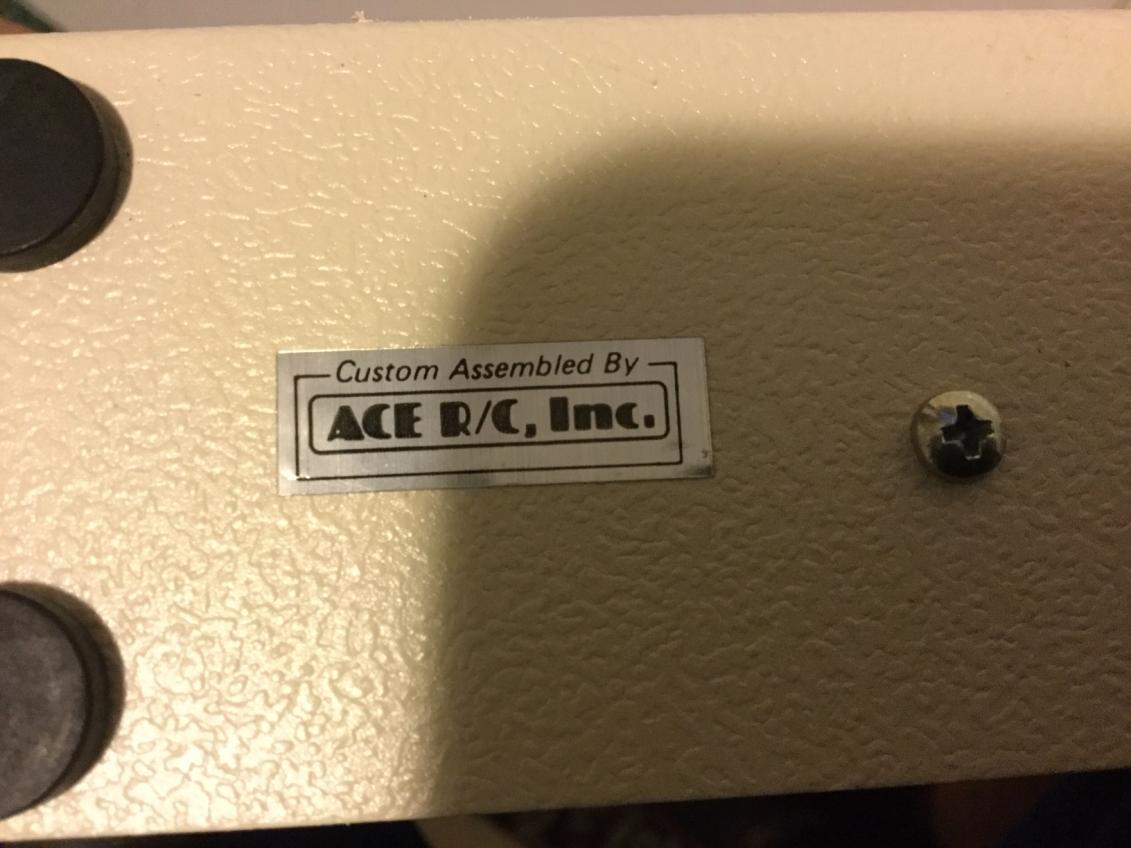 Custom Assembled By
ACE R/C, Inc.